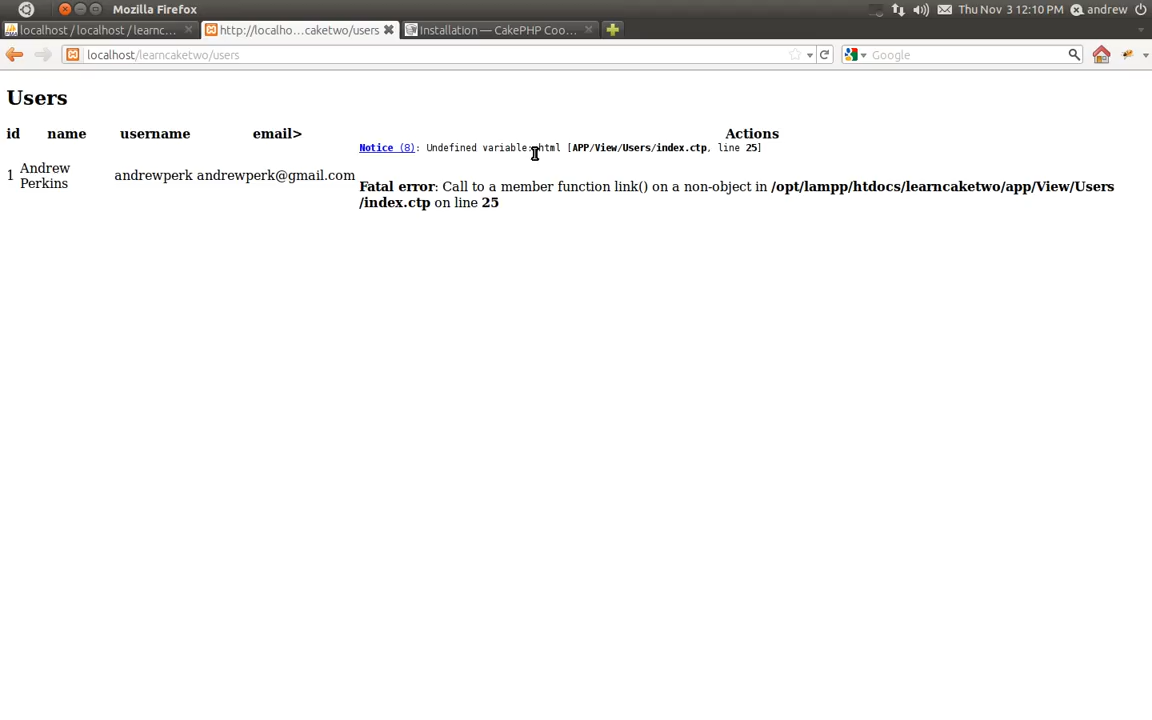 Mozilla Firefox
Thu Nov 3 12:10 PM
andrew
localhost / localhost / learnc...
http://localho...caketwo/users
Installation — CakePHP Coo...
localhost/learncaketwo/users
Google
Users
id name username email> Actions
Notice (8): Undefined variable: html [APP/View/Users/index.ctp, line 25]
1 Andrew
Perkins
andrewperk andrewperk@gmail.com
Fatal error: Call to a member function link() on a non-object in /opt/lampp/htdocs/learncaketwo/app/View/Users
/index.ctp on line 25